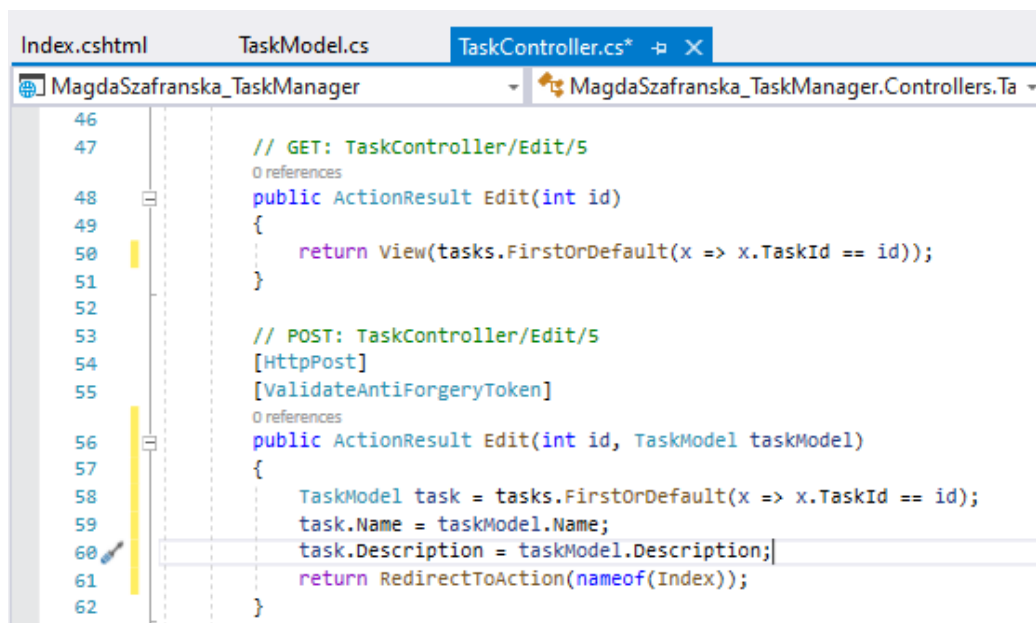 Index.cshtml TaskModel.cs TaskController.cs*
MagdaSzafranska_TaskManager MagdaSzafranska_TaskManager.Controllers.Ta
46
47 // GET: TaskController/Edit/5
0 references
48 public ActionResult Edit(int id)
49 {
50 return View(tasks.FirstOrDefault(x => x.TaskId == id));
51 }
52
53 // POST: TaskController/Edit/5
54 [HttpPost]
55 [ValidateAntiForgeryToken]
0 references
56 public ActionResult Edit(int id, TaskModel taskModel)
57 {
58 TaskModel task = tasks.FirstOrDefault(x => x.TaskId == id);
59 task.Name = taskModel.Name;
60 task.Description = taskModel.Description;
61 return RedirectToAction(nameof(Index));
62 }